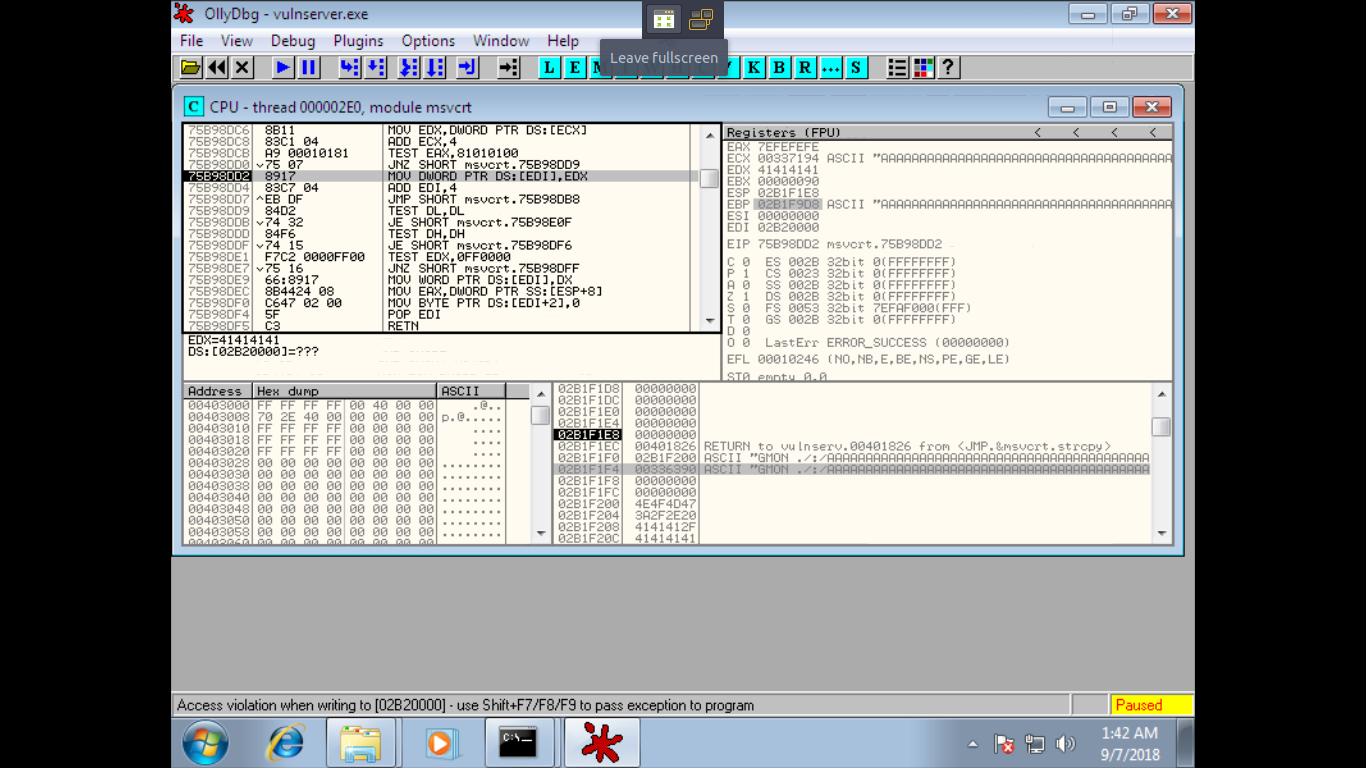 OllyDbg - vulnserver.exe
File View Debug Plugins Options Window Help
Leave fullscreen
L E M K B R ... S ?
C CPU - thread 000002E0, module msvcrt
75B98DC6 8B11 MOV EDX,DWORD PTR DS:[ECX]
75B98DC8 83C1 04 ADD ECX,4
75B98DCB A9 00010181 TEST EAX,81010100
75B98DD0 75 07 JNZ SHORT msvcrt.75B98DD9
75B98DD2 8917 MOV DWORD PTR DS:[EDI],EDX
75B98DD4 83C7 04 ADD EDI,4
75B98DD7 ^EB DF JMP SHORT msvcrt.75B98DB8
75B98DD9 84D2 TEST DL,DL
75B98DDB 74 32 JE SHORT msvcrt.75B98E0F
75B98DDD 84F6 TEST DH,DH
75B98DDF 74 15 JE SHORT msvcrt.75B98DF6
75B98DE1 F7C2 0000FF00 TEST EDX,0FF0000
75B98DE7 75 16 JNZ SHORT msvcrt.75B98DFF
75B98DE9 66:8917 MOV WORD PTR DS:[EDI],DX
75B98DEC 8B4424 08 MOV EAX,DWORD PTR SS:[ESP+8]
75B98DF0 C647 02 00 MOV BYTE PTR DS:[EDI+2],0
75B98DF4 5F POP EDI
75B98DF5 C3 RETN
EDX=41414141
DS:[02B20000]=???
Registers (FPU) < < < <
EAX 7EFEFEFE
ECX 00337194 ASCII "AAAAAAAAAAAAAAAAAAAAAAAAAAAAAAAAAAAAAAAAAA
EDX 41414141
EBX 00000090
ESP 02B1F1E8
EBP 02B1F9D8 ASCII "AAAAAAAAAAAAAAAAAAAAAAAAAAAAAAAAAAAAAAAAAA
ESI 00000000
EDI 02B20000
EIP 75B98DD2 msvcrt.75B98DD2
C 0 ES 002B 32bit 0(FFFFFFFF)
P 1 CS 0023 32bit 0(FFFFFFFF)
A 0 SS 002B 32bit 0(FFFFFFFF)
Z 1 DS 002B 32bit 0(FFFFFFFF)
S 0 FS 0053 32bit 7EFAF000(FFF)
T 0 GS 002B 32bit 0(FFFFFFFF)
D 0
O 0 LastErr ERROR_SUCCESS (00000000)
EFL 00010246 (NO,NB,E,BE,NS,PE,GE,LE)
ST0 empty 0.0
Address Hex dump ASCII
00403000 FF FF FF FF 00 40 00 00 .@..
00403008 70 2E 40 00 00 00 00 00 p.@.....
00403010 FF FF FF FF 00 00 00 00 ....
00403018 FF FF FF FF 00 00 00 00 ....
00403020 FF FF FF FF 00 00 00 00 ....
00403028 00 00 00 00 00 00 00 00 ........
00403030 00 00 00 00 00 00 00 00 ........
00403038 00 00 00 00 00 00 00 00 ........
00403040 00 00 00 00 00 00 00 00 ........
00403048 00 00 00 00 00 00 00 00 ........
00403050 00 00 00 00 00 00 00 00 ........
00403058 00 00 00 00 00 00 00 00 ........
00403060 00 00 00 00 00 00 00 00 ........
02B1F1D8 00000000
02B1F1DC 00000000
02B1F1E0 00000000
02B1F1E4 00000000
02B1F1E8 00000000
02B1F1EC 00401826 RETURN to vulnserv.00401826 from <JMP.&msvcrt.strcpy>
02B1F1F0 02B1F200 ASCII "GMON ./:/AAAAAAAAAAAAAAAAAAAAAAAAAAAAAAAAAAAAAA
02B1F1F4 00336390 ASCII "GMON ./:/AAAAAAAAAAAAAAAAAAAAAAAAAAAAAAAAAAAAAA
02B1F1F8 00000000
02B1F1FC 00000000
02B1F200 4E4F4D47
02B1F204 3A2F2E20
02B1F208 4141412F
02B1F20C 41414141
Access violation when writing to [02B20000] - use Shift+F7/F8/F9 to pass exception to program
Paused
C:\_
1:42 AM
9/7/2018